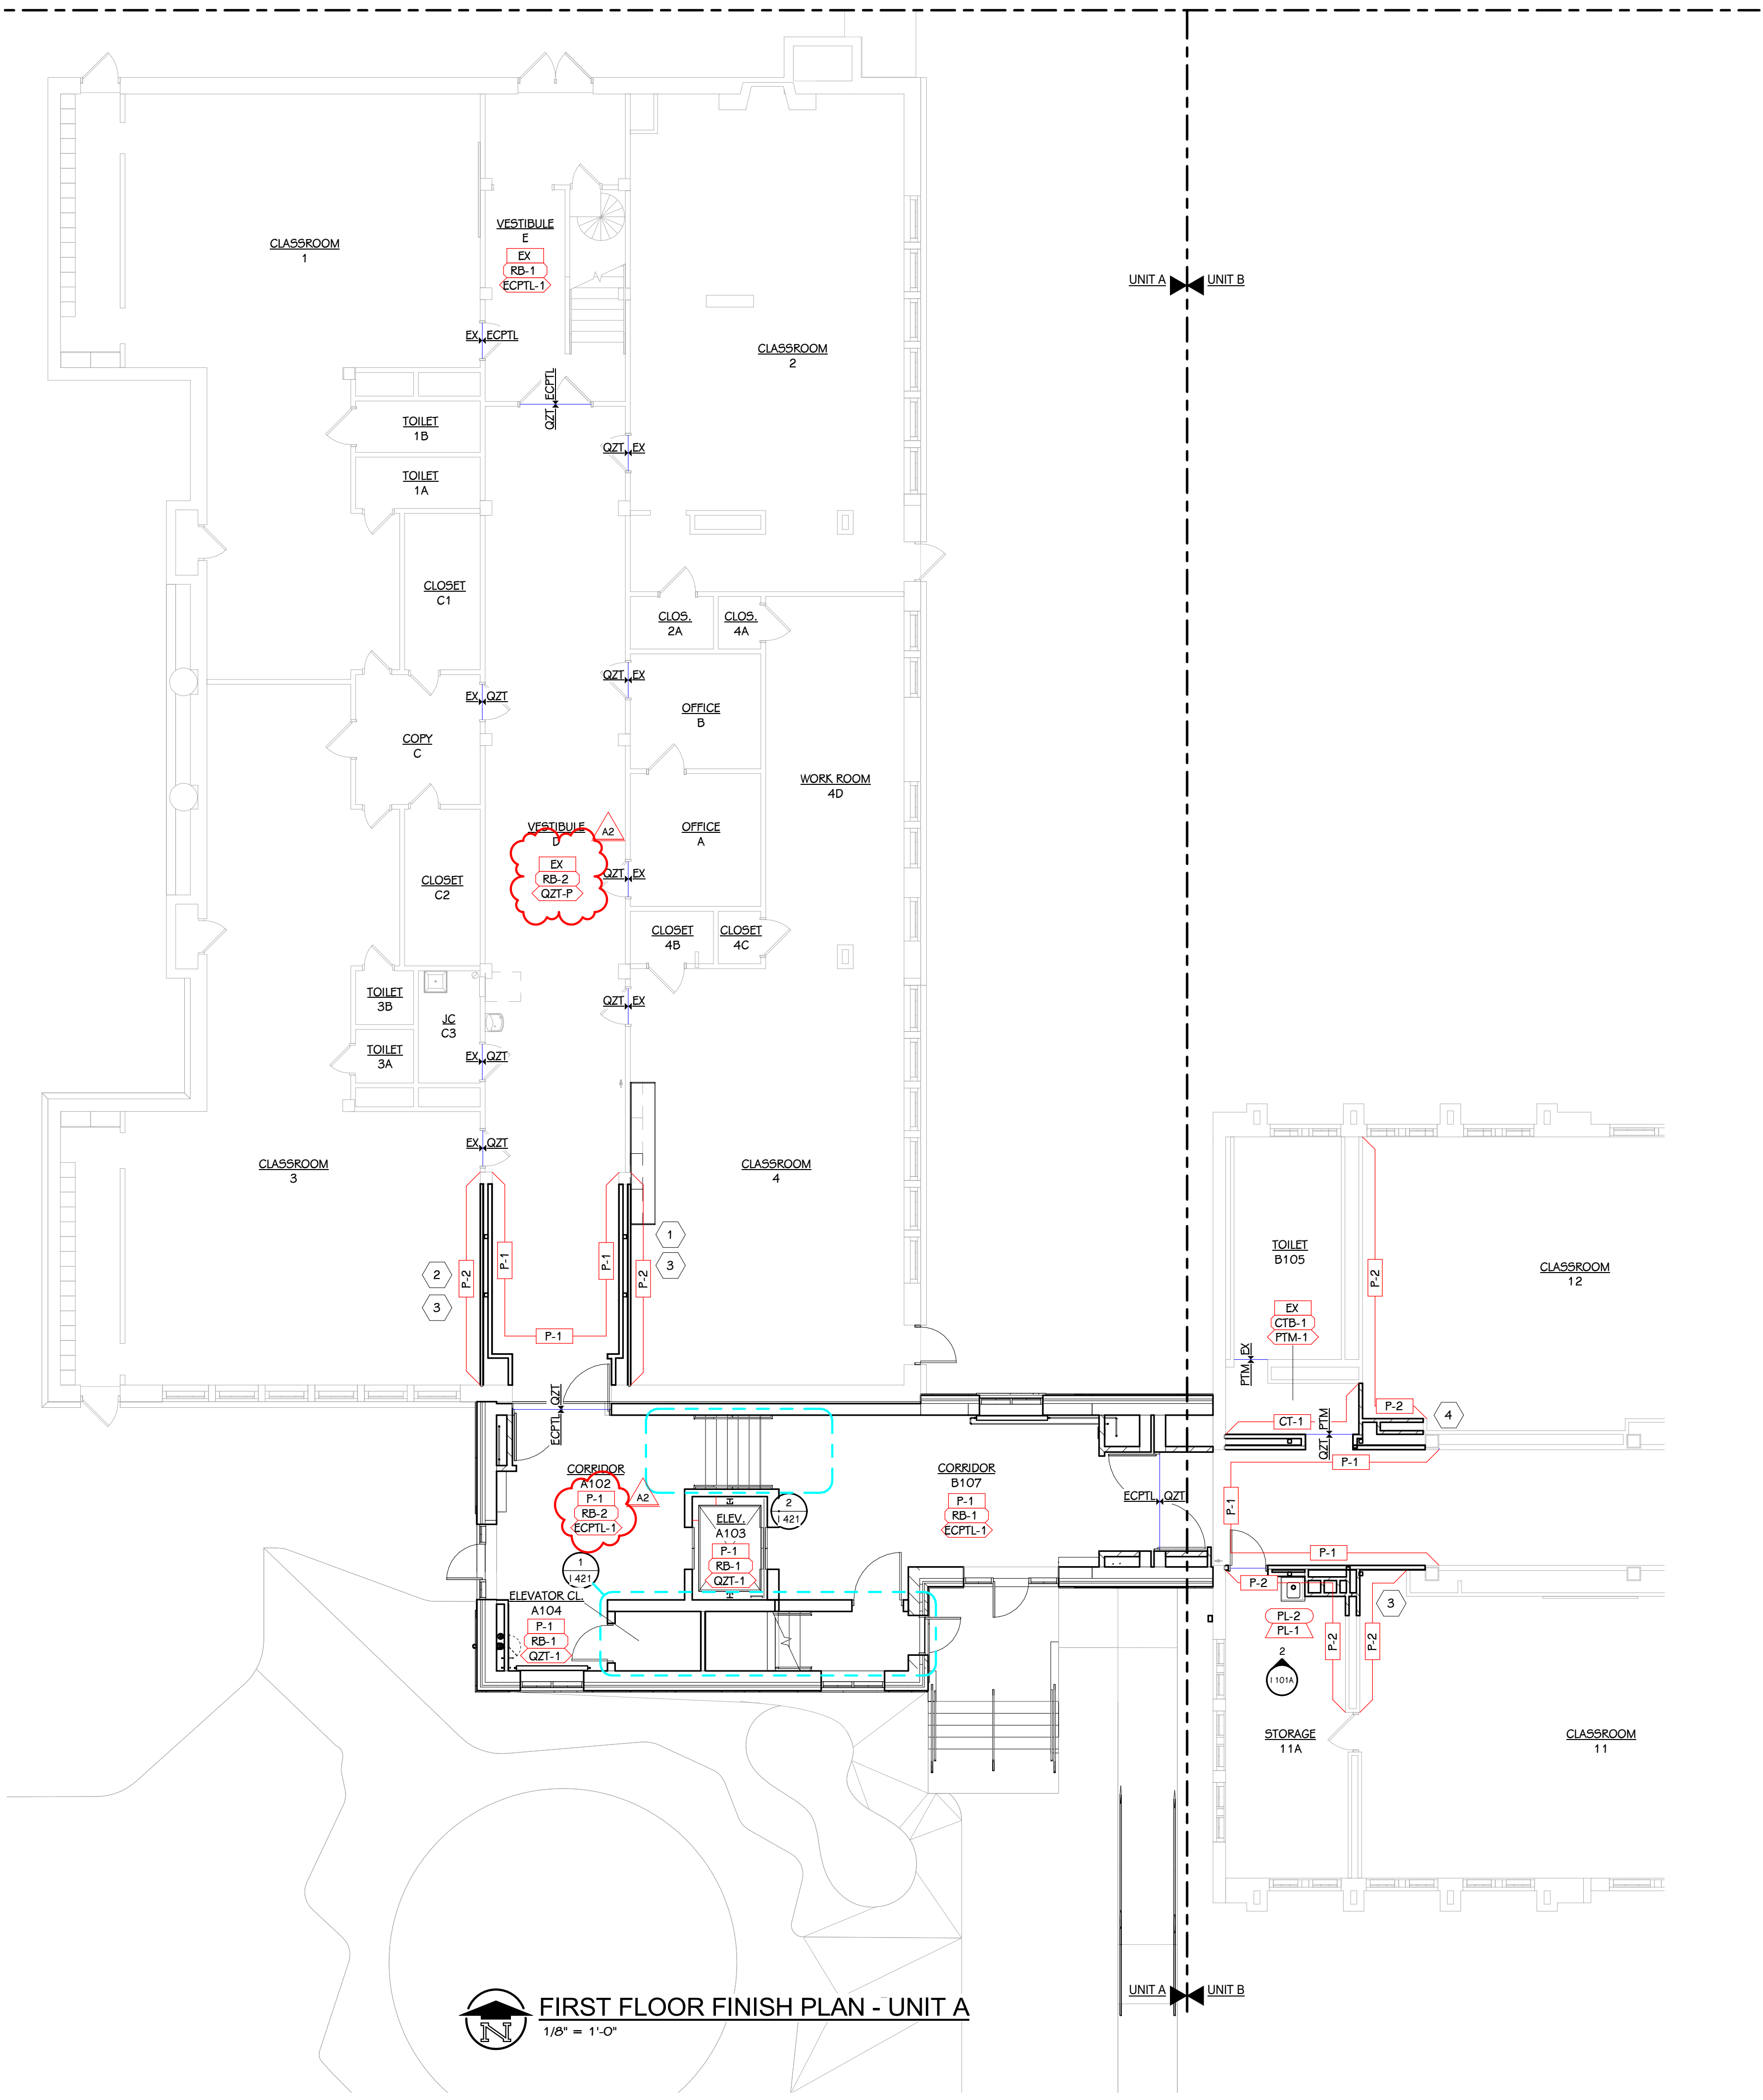 VESTIBULE
E
EX
RB-1
ECPTL-1
CLASSROOM
1
UNIT A
UNIT B
EX
ECPTL
CLASSROOM
2
ECPTL
QZT
TOILET
1B
QZT
EX
TOILET
1A
CLOSET
C1
CLOS.
2A
CLOS.
4A
QZT
EX
EX
QZT
OFFICE
B
COPY
C
WORK ROOM
4D
VESTIBULE
D
A2
OFFICE
A
EX
RB-2
QZT-P
QZT
EX
CLOSET
C2
CLOSET
4B
CLOSET
4C
TOILET
3B
QZT
EX
JC
C3
TOILET
3A
EX
QZT
EX
QZT
CLASSROOM
3
CLASSROOM
4
1
3
2
3
P-2
P-1
P-1
P-2
P-1
TOILET
B105
CLASSROOM
12
P-2
EX
CTB-1
PTM-1
EX
PTM
QZT
ECPTL
P-2
4
CT-1
PTM
QZT
P-1
CORRIDOR
A102
A2
P-1
RB-2
ECPTL-1
CORRIDOR
B107
P-1
RB-1
ECPTL-1
ECPTL
QZT
P-1
2
I 421
ELEV.
A103
P-1
RB-1
QZT-1
P-1
1
I 421
P-2
ELEVATOR CL.
A104
P-1
RB-1
QZT-1
3
PL-2
PL-1
P-2
P-2
2
I 101A
STORAGE
11A
CLASSROOM
11
UNIT A
UNIT B
N
FIRST FLOOR FINISH PLAN - UNIT A
1/8" = 1'-0"